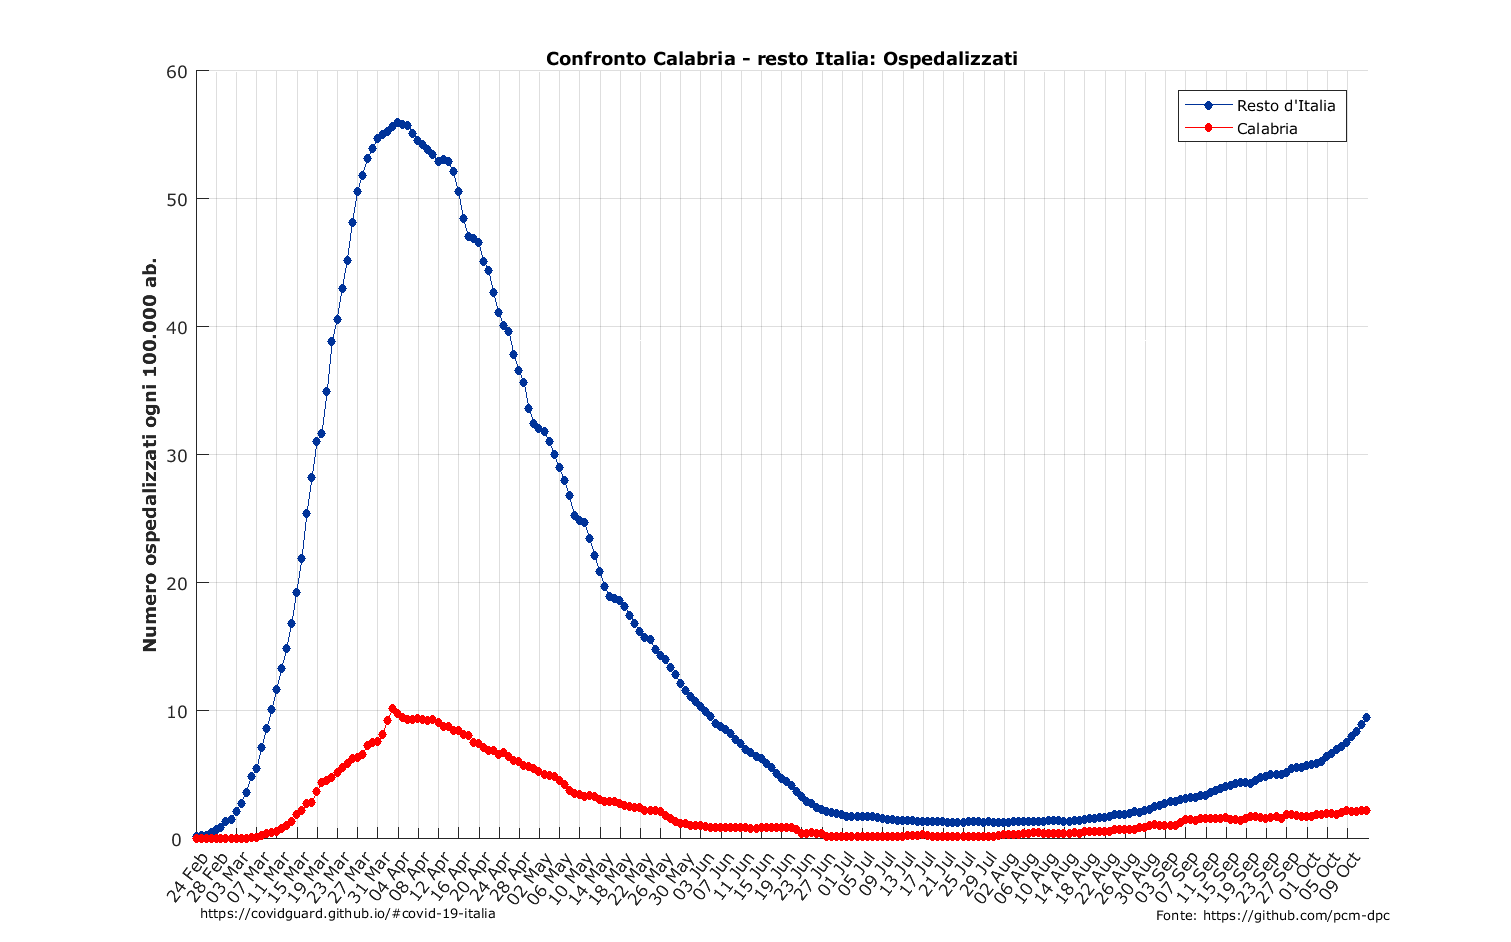 Confronto Calabria - resto Italia: Ospedalizzati
Resto d'Italia
Calabria
Numero ospedalizzati ogni 100.000 ab.
60
50
40
30
20
10
0
24 Feb
28 Feb
03 Mar
07 Mar
11 Mar
15 Mar
19 Mar
23 Mar
27 Mar
31 Mar
04 Apr
08 Apr
12 Apr
16 Apr
20 Apr
24 Apr
28 Apr
02 May
06 May
10 May
14 May
18 May
22 May
26 May
30 May
03 Jun
07 Jun
11 Jun
15 Jun
19 Jun
23 Jun
27 Jun
01 Jul
05 Jul
09 Jul
13 Jul
17 Jul
21 Jul
25 Jul
29 Jul
02 Aug
06 Aug
10 Aug
14 Aug
18 Aug
22 Aug
26 Aug
30 Aug
03 Sep
07 Sep
11 Sep
15 Sep
19 Sep
23 Sep
27 Sep
01 Oct
05 Oct
09 Oct
https://covidguard.github.io/#covid-19-italia
Fonte: https://github.com/pcm-dpc